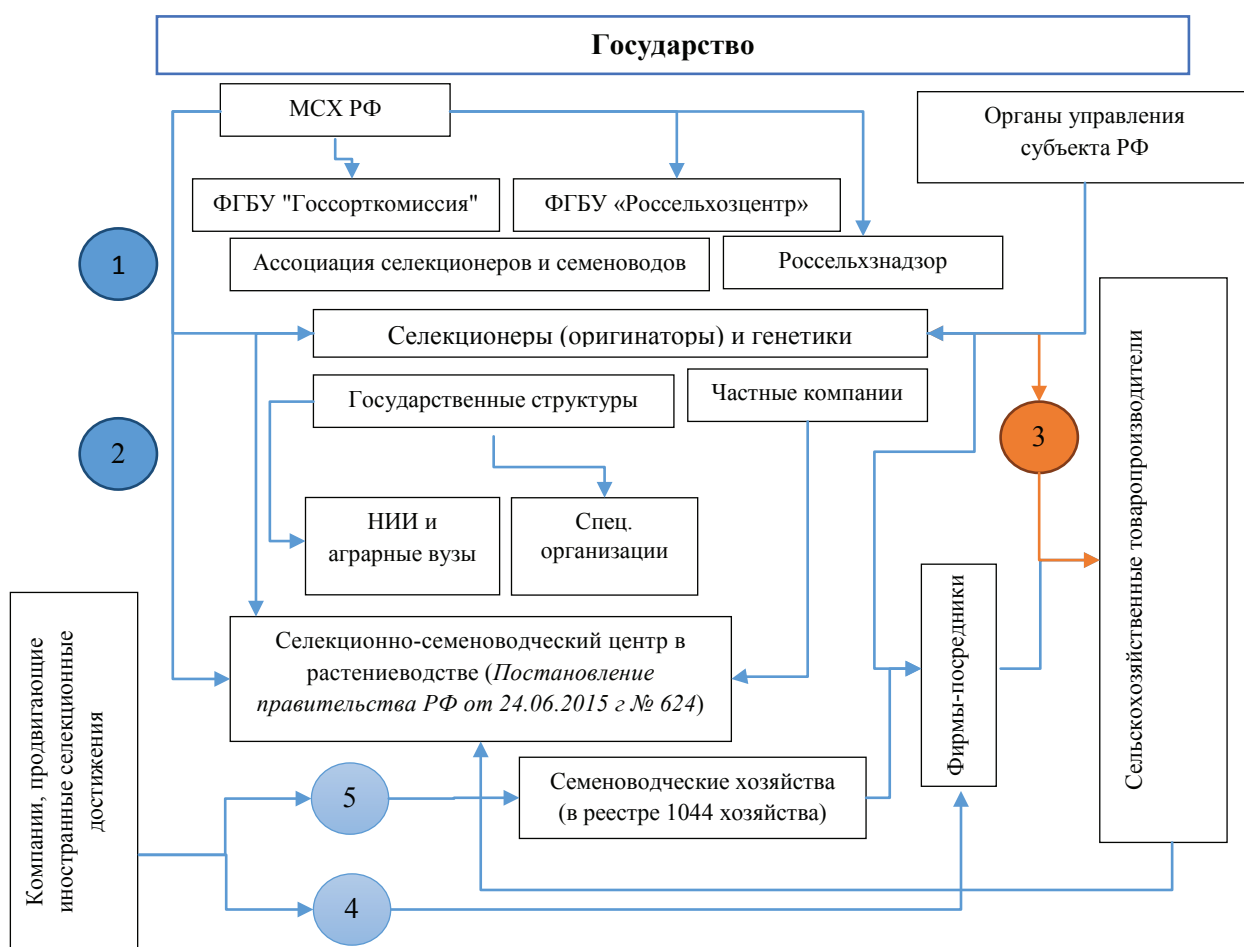 Государство
МСХ РФ
Органы управления
субъекта РФ
ФГБУ "Госсорткомиссия"
ФГБУ «Россельхозцентр»
Ассоциация селекционеров и семеноводов
Россельхзнадзор
1
Селекционеры (оригинаторы) и генетики
Государственные структуры
Частные компании
2
3
НИИ и
аграрные вузы
Спец.
организации
Сельскохозяйственные товаропроизводители
Селекционно-семеноводческий центр в
растениеводстве (Постановление
правительства РФ от 24.06.2015 г № 624)
Фирмы-посредники
Компании, продвигающие
иностранные селекционные
достижения
5
Семеноводческие хозяйства
(в реестре 1044 хозяйства)
4